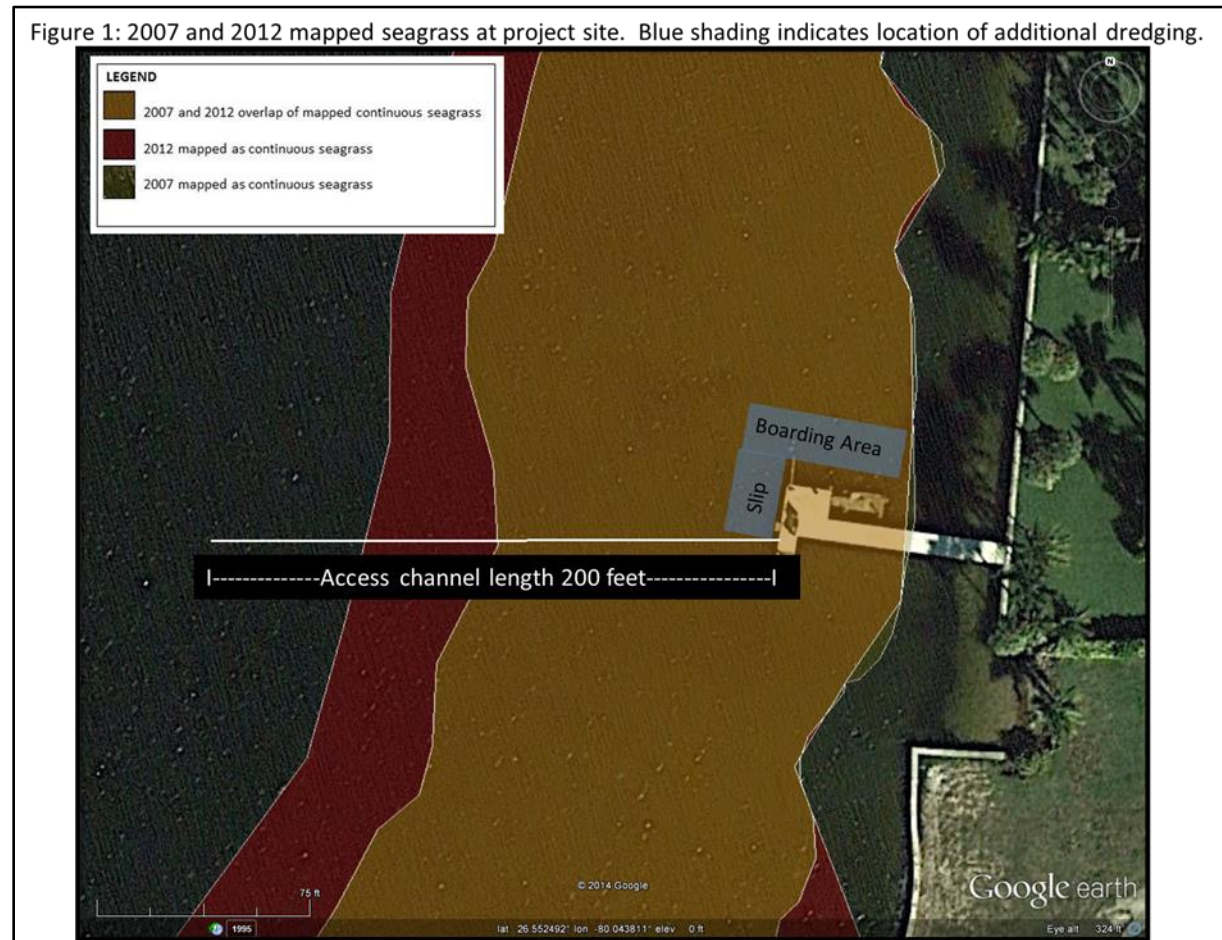 Figure 1: 2007 and 2012 mapped seagrass at project site. Blue shading indicates location of additional dredging.
LEGEND
2007 and 2012 overlap of mapped continuous seagrass
2012 mapped as continuous seagrass
2007 mapped as continuous seagrass
N
Boarding Area
Slip
I--------------Access channel length 200 feet----------------I
75 ft
© 2014 Google
Google earth
1995
lat 26.552492° lon -80.043811° elev 0 ft
Eye alt 324 ft